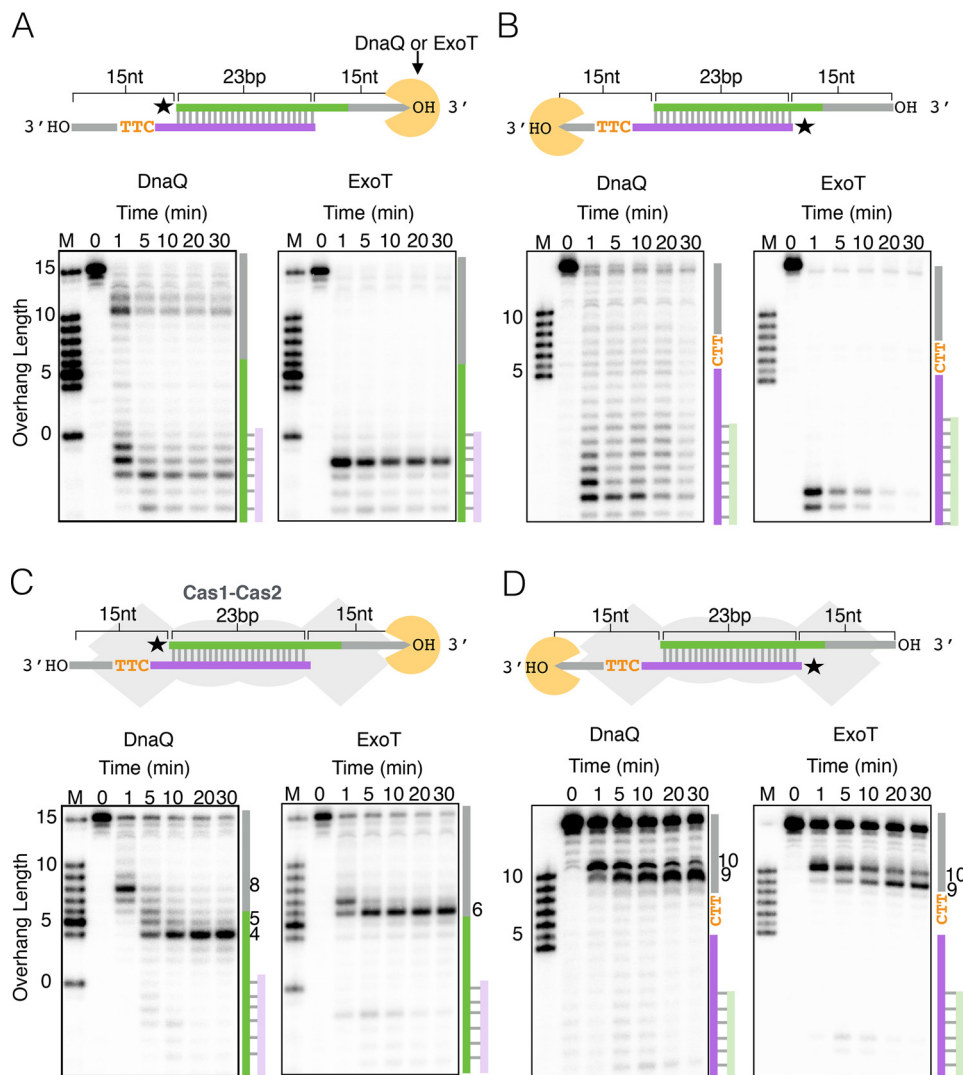 A
DnaQ or ExoT
15nt 23bp 15nt
OH 3'
3'HO TTC
DnaQ ExoT
Time (min) Time (min)
M 0 1 5 10 20 30 M 0 1 5 10 20 30
15
10
5
0
Overhang Length
B
15nt 23bp 15nt
OH 3'
3'HO TTC
DnaQ ExoT
Time (min) Time (min)
M 0 1 5 10 20 30 M 0 1 5 10 20 30
10
5
CTT CTT
C
Cas1-Cas2
15nt 23bp 15nt
OH 3'
3'HO TTC
DnaQ ExoT
Time (min) Time (min)
M 0 1 5 10 20 30 M 0 1 5 10 20 30
15
10
5
0
Overhang Length
8
5
4
6
D
15nt 23bp 15nt
OH 3'
3'HO TTC
DnaQ ExoT
Time (min) Time (min)
0 1 5 10 20 30 M 0 1 5 10 20 30
10
5
10
9
CTT
10
9
CTT